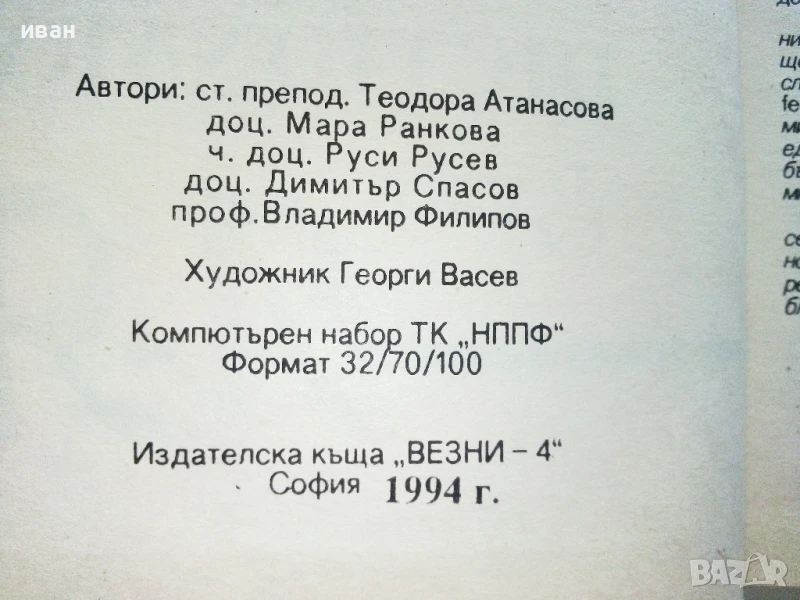 иван
Автори: ст. препод. Теодора Атанасова
доц. Мара Ранкова
ч. доц. Руси Русев
доц. Димитър Спасов
проф.Владимир Филипов
Художник Георги Васев
Компютърен набор ТК „НППФ“
Формат 32/70/100
Издателска къща „ВЕЗНИ – 4“
София 1994 г.
BAZAR